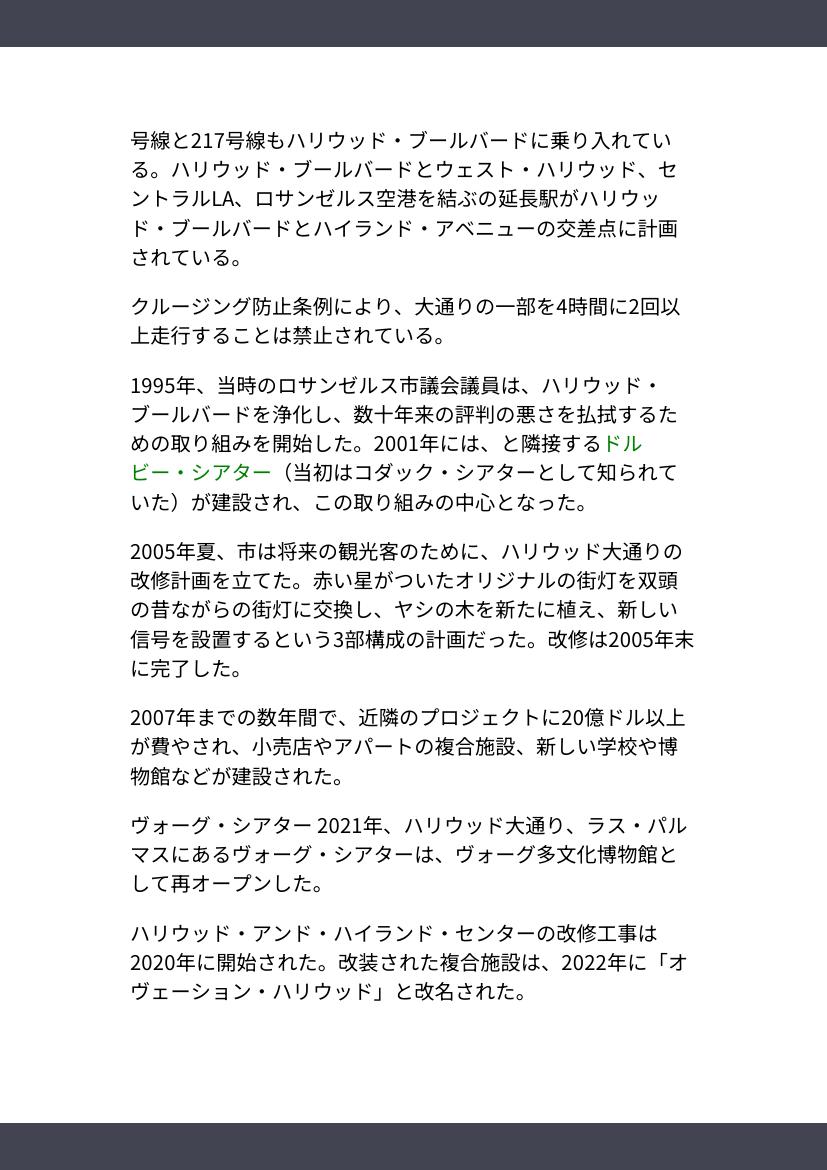 号線と217号線もハリウッド・ブールバードに乗り入れてい
る。ハリウッド・ブールバードとウェスト・ハリウッド、セ
ントラルLA、ロサンゼルス空港を結ぶの延長駅がハリウッ
ド・ブールバードとハイランド・アベニューの交差点に計画
されている。
クルージング防止条例により、大通りの一部を4時間に2回以
上走行することは禁止されている。
1995年、当時のロサンゼルス市議会議員は、ハリウッド・
ブールバードを浄化し、数十年来の評判の悪さを払拭するた
めの取り組みを開始した。2001年には、と隣接するドル
ビー・シアター（当初はコダック・シアターとして知られて
いた）が建設され、この取り組みの中心となった。
2005年夏、市は将来の観光客のために、ハリウッド大通りの
改修計画を立てた。赤い星がついたオリジナルの街灯を双頭
の昔ながらの街灯に交換し、ヤシの木を新たに植え、新しい
信号を設置するという3部構成の計画だった。改修は2005年末
に完了した。
2007年までの数年間で、近隣のプロジェクトに20億ドル以上
が費やされ、小売店やアパートの複合施設、新しい学校や博
物館などが建設された。
ヴォーグ・シアター 2021年、ハリウッド大通り、ラス・パル
マスにあるヴォーグ・シアターは、ヴォーグ多文化博物館と
して再オープンした。
ハリウッド・アンド・ハイランド・センターの改修工事は
2020年に開始された。改装された複合施設は、2022年に「オ
ヴェーション・ハリウッド」と改名された。